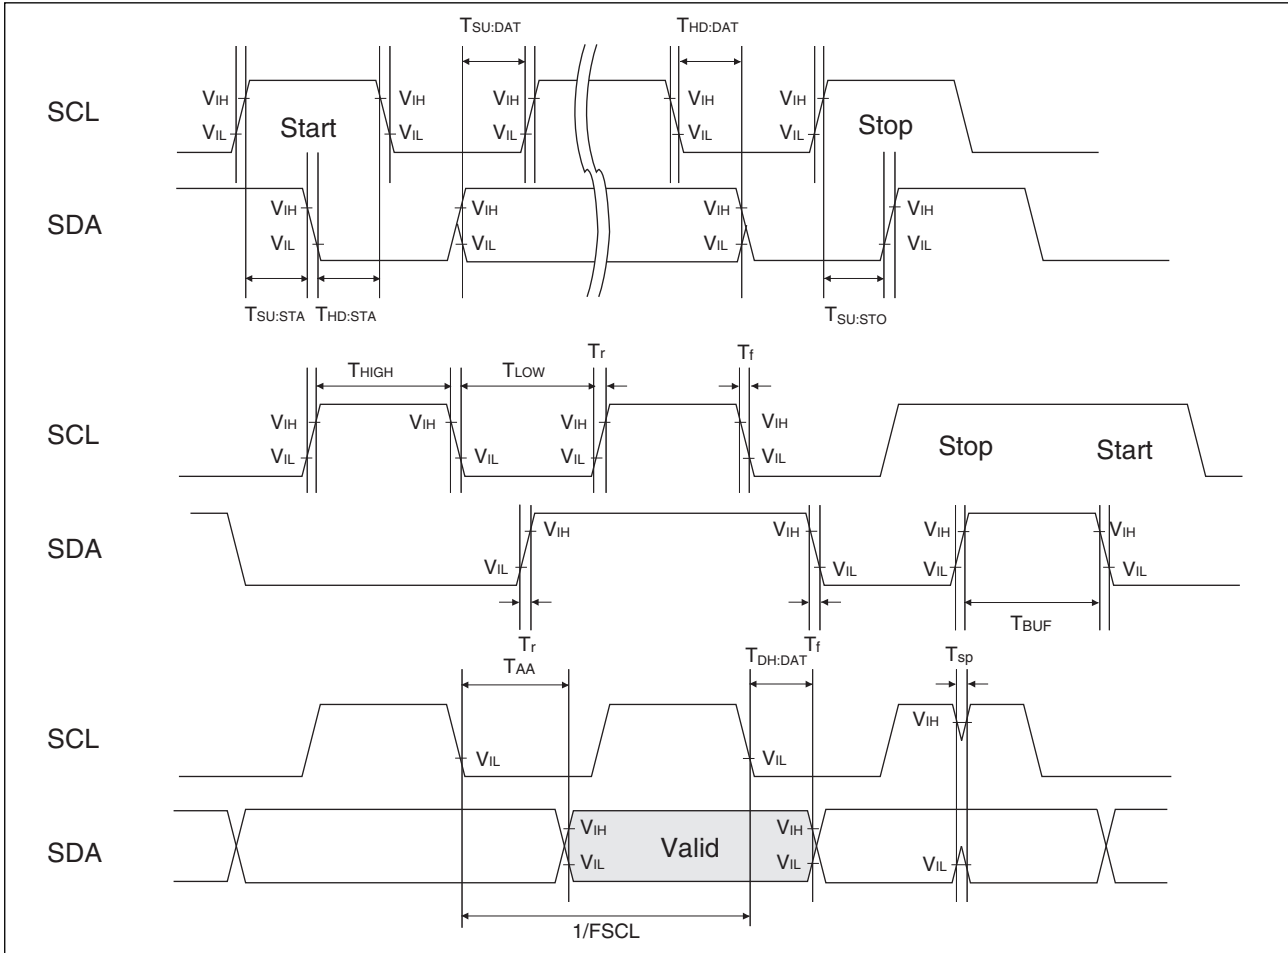 TSU:DAT THD:DAT
SCL VIH VIH VIH VIH VIH
VIL Start VIL VIL VIL VIL Stop
SDA VIH VIH VIH VIH
VIL VIL VIL VIL
TSU:STA THD:STA TSU:STO
Tr Tf
THIGH TLOW
SCL VIH VIH VIH VIH
VIL VIL VIL VIL Stop Start
SDA VIH VIH VIH VIH
VIL VIL VIL VIL
TBUF
Tr Tf
TAA TDH:DAT Tsp
SCL VIH
VIL VIL
SDA VIH Valid VIH
VIL VIL VIL
1/FSCL